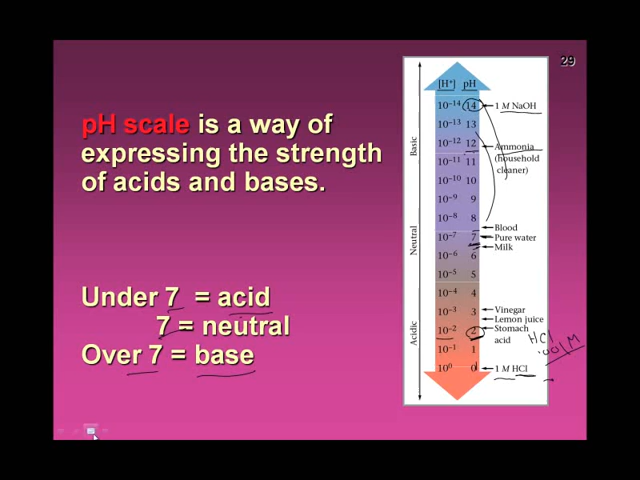 29
pH scale is a way of
expressing the strength
of acids and bases.
Under 7 = acid
7 = neutral
Over 7 = base
[H⁺] pH
10⁻¹⁴ 14 1 M NaOH
10⁻¹³ 13
10⁻¹² 12 Ammonia
10⁻¹¹ 11 (household
10⁻¹⁰ 10 cleaner)
10⁻⁹ 9
10⁻⁸ 8
Blood
10⁻⁷ 7 Pure water
10⁻⁶ 6 Milk
10⁻⁵ 5
10⁻⁴ 4
10⁻³ 3 Vinegar
Lemon juice
10⁻² 2 Stomach
acid
10⁻¹ 1
10⁰ 0 1 M HCl
Basic
Neutral
Acidic
HCl
.001 M